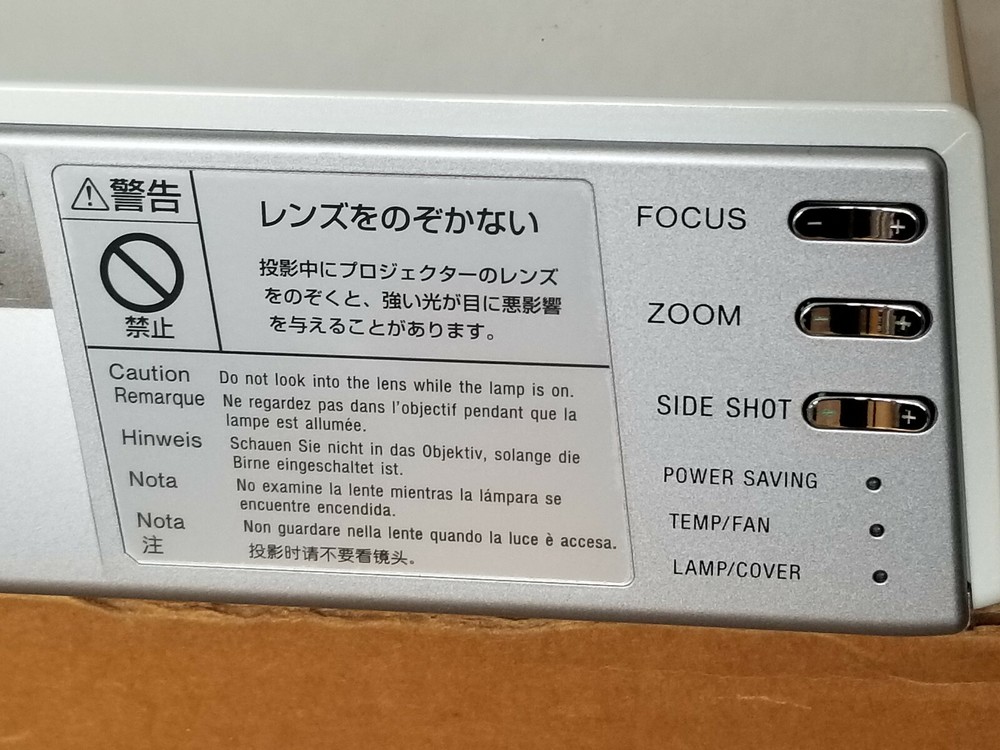 警告
禁止
レンズをのぞかない
投影中にプロジェクターのレンズ
をのぞくと、強い光が目に悪影響
を与えることがあります。
Caution Do not look into the lens while the lamp is on.
Remarque Ne regardez pas dans l'objectif pendant que la
lampe est allumée.
Hinweis Schauen Sie nicht in das Objektiv, solange die
Birne eingeschaltet ist.
Nota No examine la lente mientras la lámpara se
encuentre encendida.
Nota Non guardare nella lente quando la luce è accesa.
注 投影时请不要看镜头。
FOCUS - +
ZOOM - +
SIDE SHOT - +
POWER SAVING
TEMP/FAN
LAMP/COVER